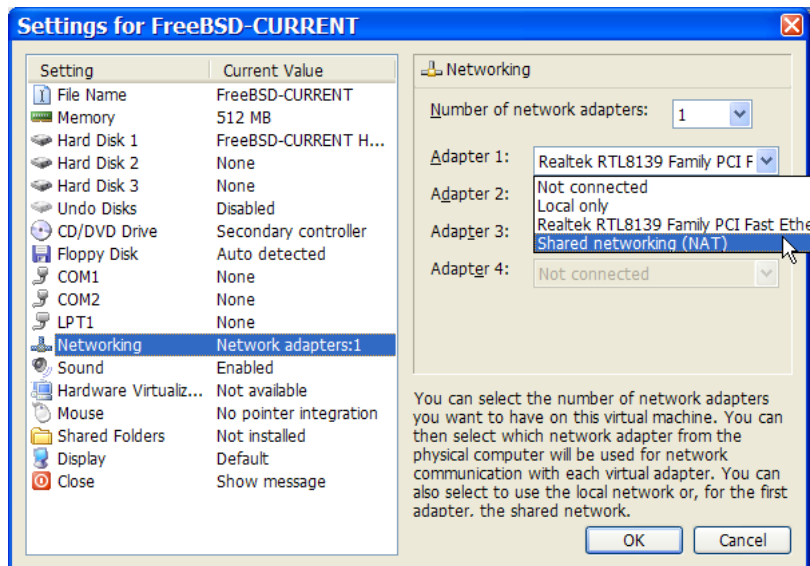 Settings for FreeBSD-CURRENT
Setting Current Value
File Name FreeBSD-CURRENT
Memory 512 MB
Hard Disk 1 FreeBSD-CURRENT H...
Hard Disk 2 None
Hard Disk 3 None
Undo Disks Disabled
CD/DVD Drive Secondary controller
Floppy Disk Auto detected
COM1 None
COM2 None
LPT1 None
Networking Network adapters:1
Sound Enabled
Hardware Virtualiz... Not available
Mouse No pointer integration
Shared Folders Not installed
Display Default
Close Show message
Networking
Number of network adapters: 1
Adapter 1: Realtek RTL8139 Family PCI F
Not connected
Local only
Realtek RTL8139 Family PCI Fast Ethe
Shared networking (NAT)
Adapter 2:
Adapter 3:
Adapter 4: Not connected
You can select the number of network adapters
you want to have on this virtual machine. You can
then select which network adapter from the
physical computer will be used for network
communication with each virtual adapter. You can
also select to use the local network or, for the first
adapter, the shared network.
OK Cancel